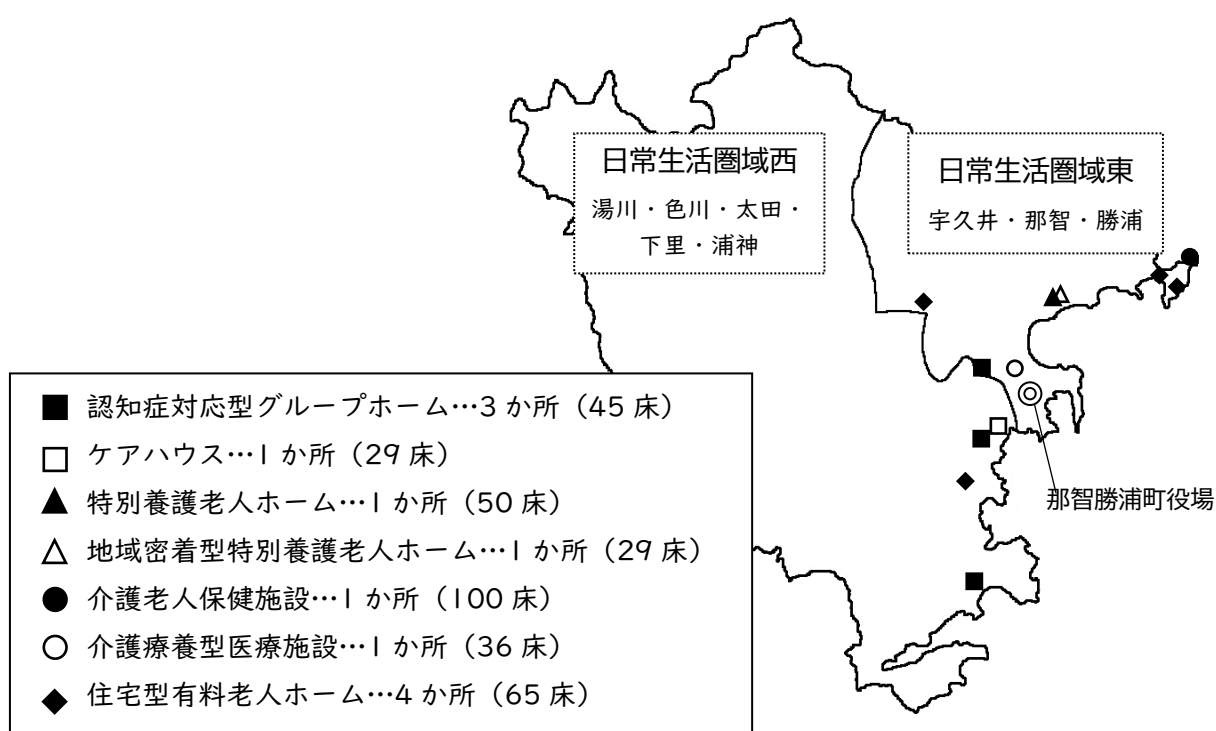 日常生活圏域西
湯川・色川・太田・
下里・浦神
日常生活圏域東
宇久井・那智・勝浦
認知症対応型グループホーム…3か所（45床）
ケアハウス…1か所（29床）
特別養護老人ホーム…1か所（50床）
地域密着型特別養護老人ホーム…1か所（29床）
介護老人保健施設…1か所（100床）
介護療養型医療施設…1か所（36床）
住宅型有料老人ホーム…4か所（65床）
那智勝浦町役場